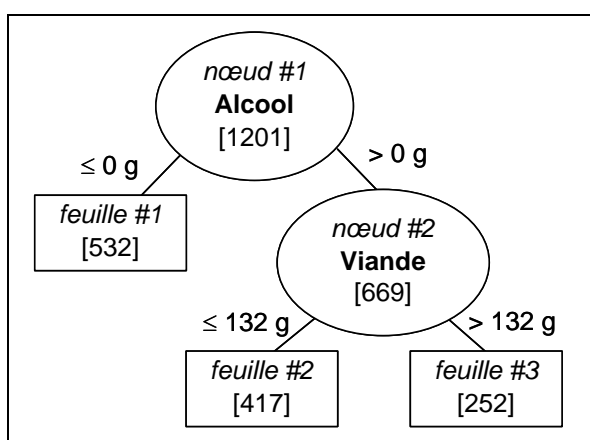 nœud #1
Alcool
[1201]
≤ 0 g
> 0 g
feuille #1
[532]
nœud #2
Viande
[669]
≤ 132 g
> 132 g
feuille #2
[417]
feuille #3
[252]